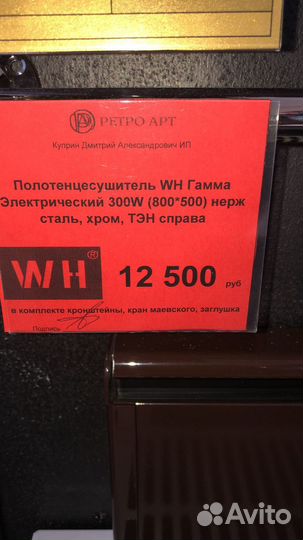 РЕТРО АРТ
Куприн Дмитрий Александрович ИП
Полотенцесушитель WH Гамма
Электрический 300W (800*500) нерж
сталь, хром, ТЭН справа
WH®
12 500 руб
в комплекте кронштейны, кран маевского, заглушка
Подпись
Avito